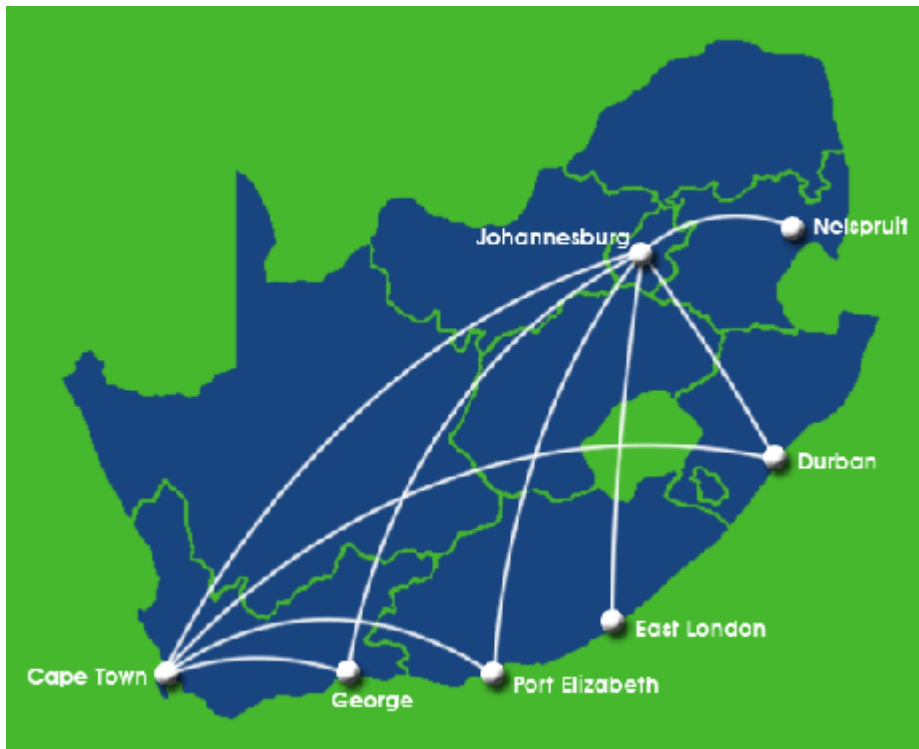 Nelspruit
Johannesburg
Durban
East London
Cape Town
Port Elizabeth
George